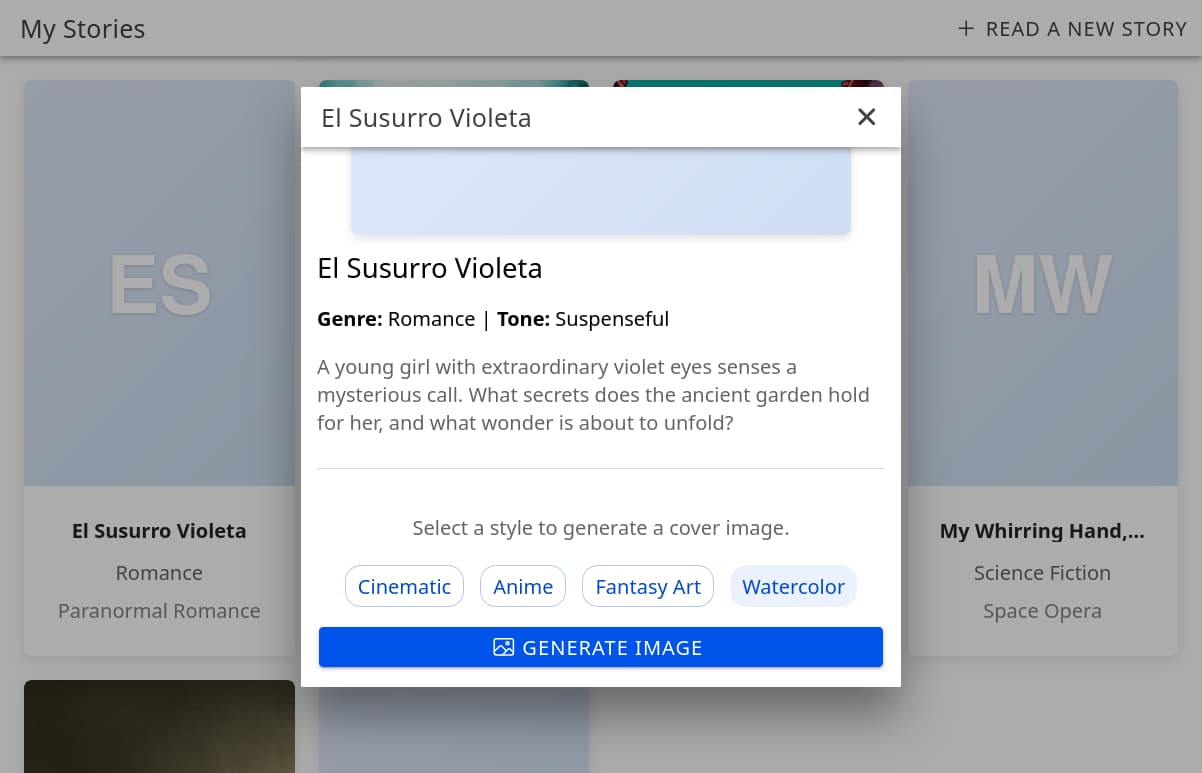 My Stories
+ READ A NEW STORY
El Susurro Violeta
ES
MW
El Susurro Violeta
Genre: Romance | Tone: Suspenseful
A young girl with extraordinary violet eyes senses a
mysterious call. What secrets does the ancient garden hold
for her, and what wonder is about to unfold?
Select a style to generate a cover image.
Cinematic
Anime
Fantasy Art
Watercolor
GENERATE IMAGE
El Susurro Violeta
Romance
Paranormal Romance
My Whirring Hand,...
Science Fiction
Space Opera